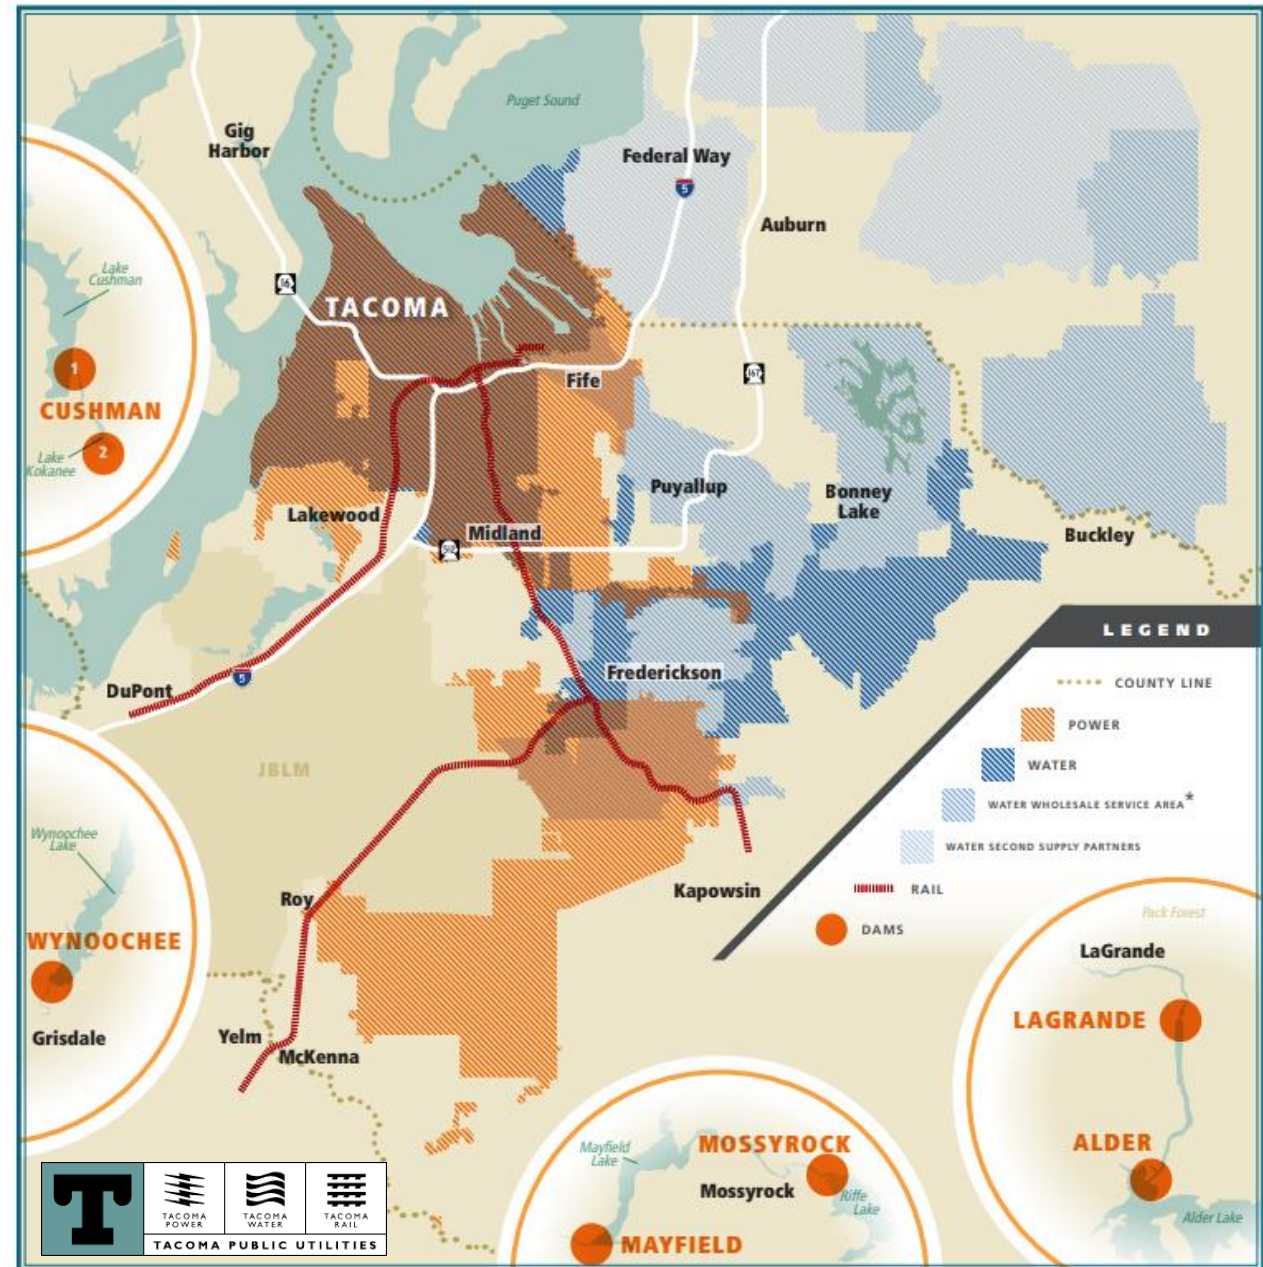 Puget Sound
Gig
Harbor
Federal Way
5
Auburn
16
TACOMA
Lake
Cushman
1
CUSHMAN
2
Lake
Kokanee
Fife
167
Lakewood
Midland
512
Puyallup
Bonney
Lake
Buckley
DuPont
5
Frederickson
JBLM
Roy
Kapowsin
Yelm
McKenna
Wynoochee
Lake
WYNOOCHEE
Grisdale
LEGEND
COUNTY LINE
POWER
WATER
WATER WHOLESALE SERVICE AREA*
WATER SECOND SUPPLY PARTNERS
RAIL
DAMS
Pack Forest
LaGrande
LAGRANDE
ALDER
Alder Lake
Mayfield
Lake
MOSSYROCK
Mossyrock
Riffe
Lake
MAYFIELD
T
TACOMA
POWER
TACOMA
WATER
TACOMA
RAIL
TACOMA PUBLIC UTILITIES